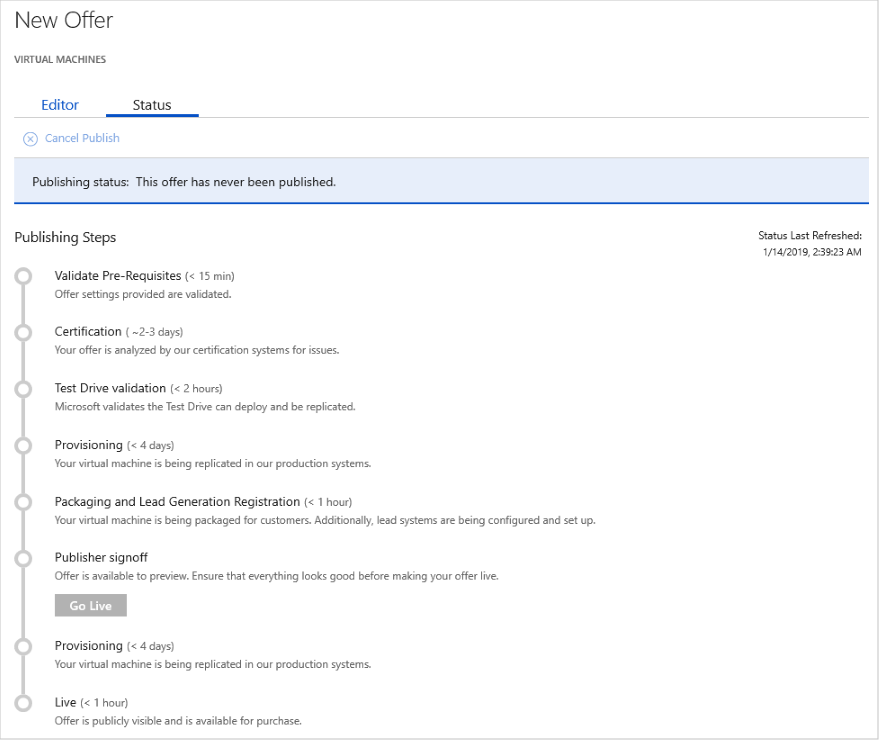 New Offer
VIRTUAL MACHINES
Editor Status
Cancel Publish
Publishing status: This offer has never been published.
Publishing Steps
Status Last Refreshed:
1/14/2019, 2:39:23 AM
Validate Pre-Requisites (< 15 min)
Offer settings provided are validated.
Certification ( ~2-3 days)
Your offer is analyzed by our certification systems for issues.
Test Drive validation (< 2 hours)
Microsoft validates the Test Drive can deploy and be replicated.
Provisioning (< 4 days)
Your virtual machine is being replicated in our production systems.
Packaging and Lead Generation Registration (< 1 hour)
Your virtual machine is being packaged for customers. Additionally, lead systems are being configured and set up.
Publisher signoff
Offer is available to preview. Ensure that everything looks good before making your offer live.
Go Live
Provisioning (< 4 days)
Your virtual machine is being replicated in our production systems.
Live (< 1 hour)
Offer is publicly visible and is available for purchase.